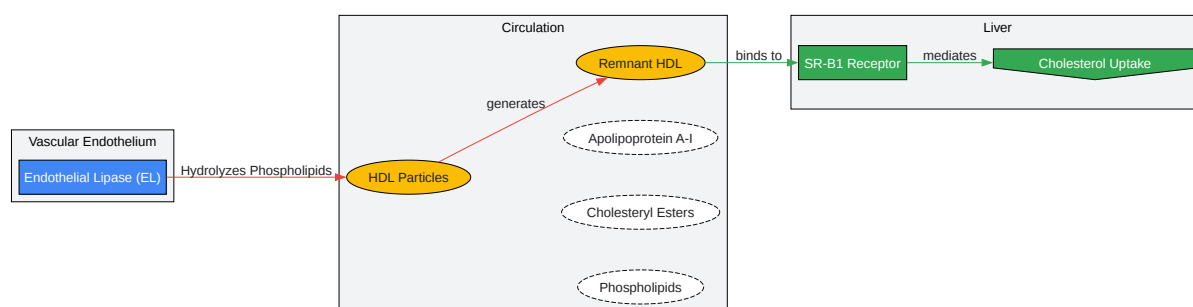 Vascular Endothelium
Endothelial Lipase (EL)
Hydrolyzes Phospholipids
Circulation
HDL Particles
generates
Remnant HDL
Apolipoprotein A-I
Cholesteryl Esters
Phospholipids
binds to
Liver
SR-B1 Receptor
mediates
Cholesterol Uptake